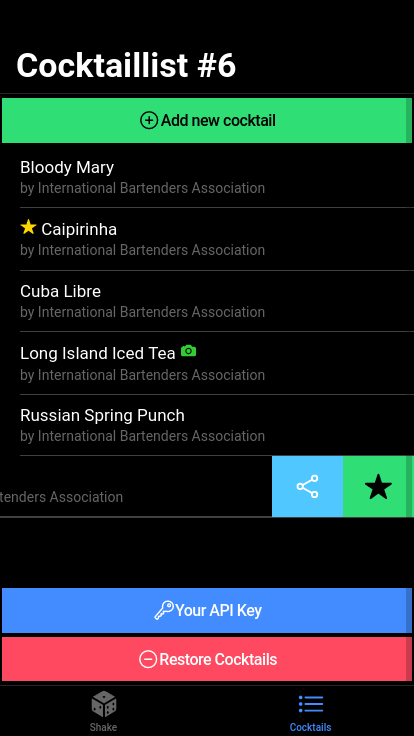 Cocktaillist #6
Add new cocktail
Bloody Mary
by International Bartenders Association
Caipirinha
by International Bartenders Association
Cuba Libre
by International Bartenders Association
Long Island Iced Tea
by International Bartenders Association
Russian Spring Punch
by International Bartenders Association
tenders Association
Your API Key
Restore Cocktails
Shake
Cocktails